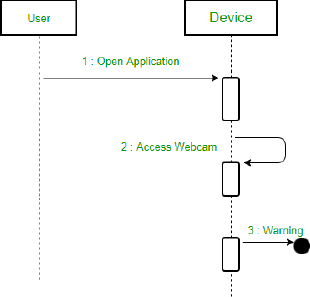 User
Device
1 : Open Application
2 : Access Webcam
3 : Warning